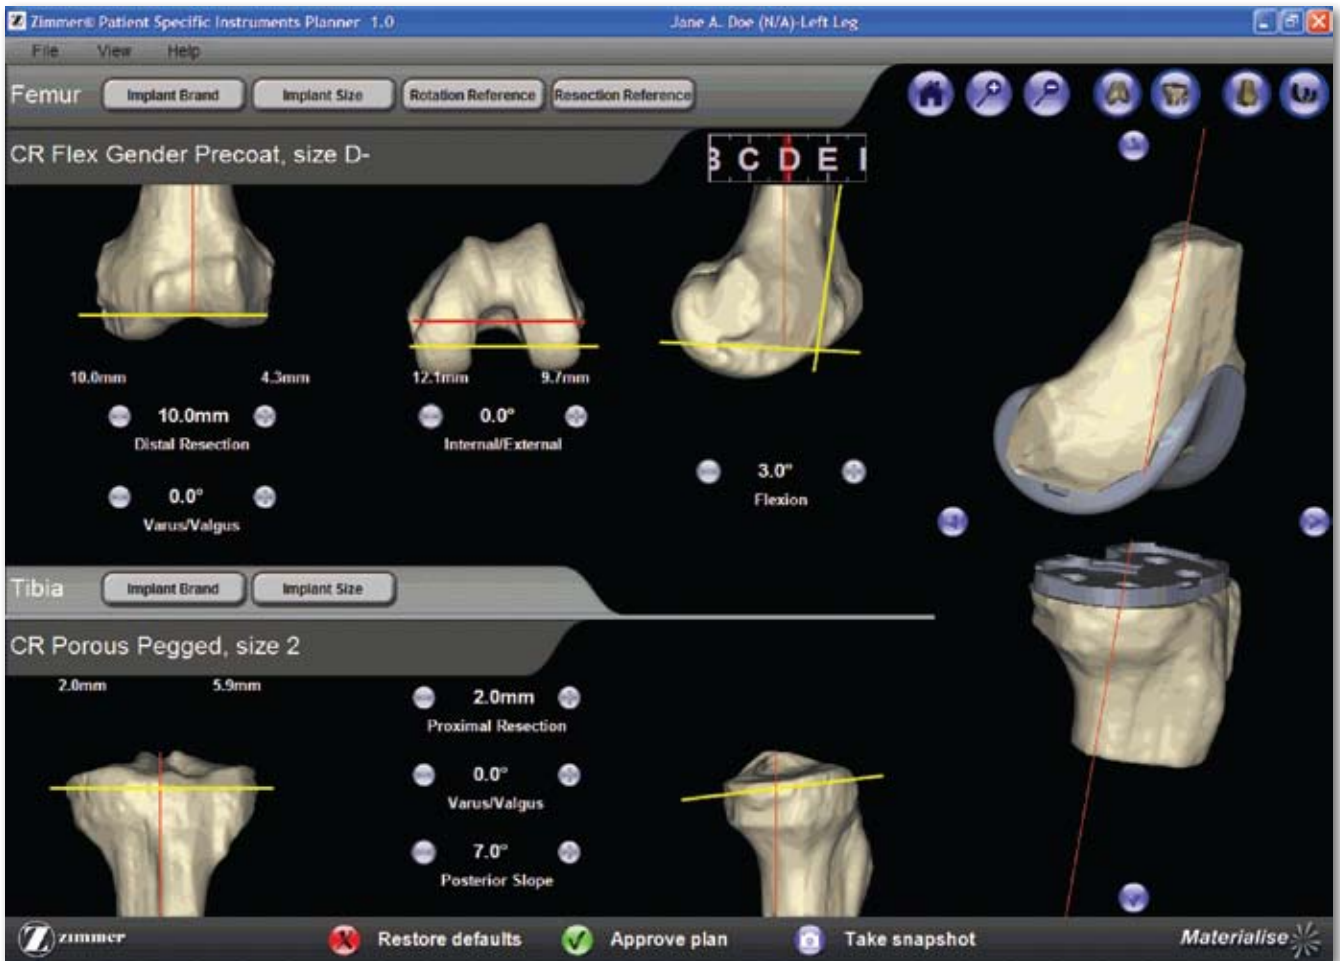 Zimmer® Patient Specific Instruments Planner 1.0
Jane A. Doe (N/A)-Left Leg
File View Help
Femur
Implant Brand
Implant Size
Rotation Reference
Resection Reference
CR Flex Gender Precoat, size D-
C D E
10.0mm 4.3mm
12.1mm 9.7mm
10.0mm
Distal Resection
0.0°
Varus/Valgus
0.0°
Internal/External
3.0°
Flexion
Tibia
Implant Brand
Implant Size
CR Porous Pegged, size 2
2.0mm 5.9mm
2.0mm
Proximal Resection
0.0°
Varus/Valgus
7.0°
Posterior Slope
Z zimmer
Restore defaults
Approve plan
Take snapshot
Materialise